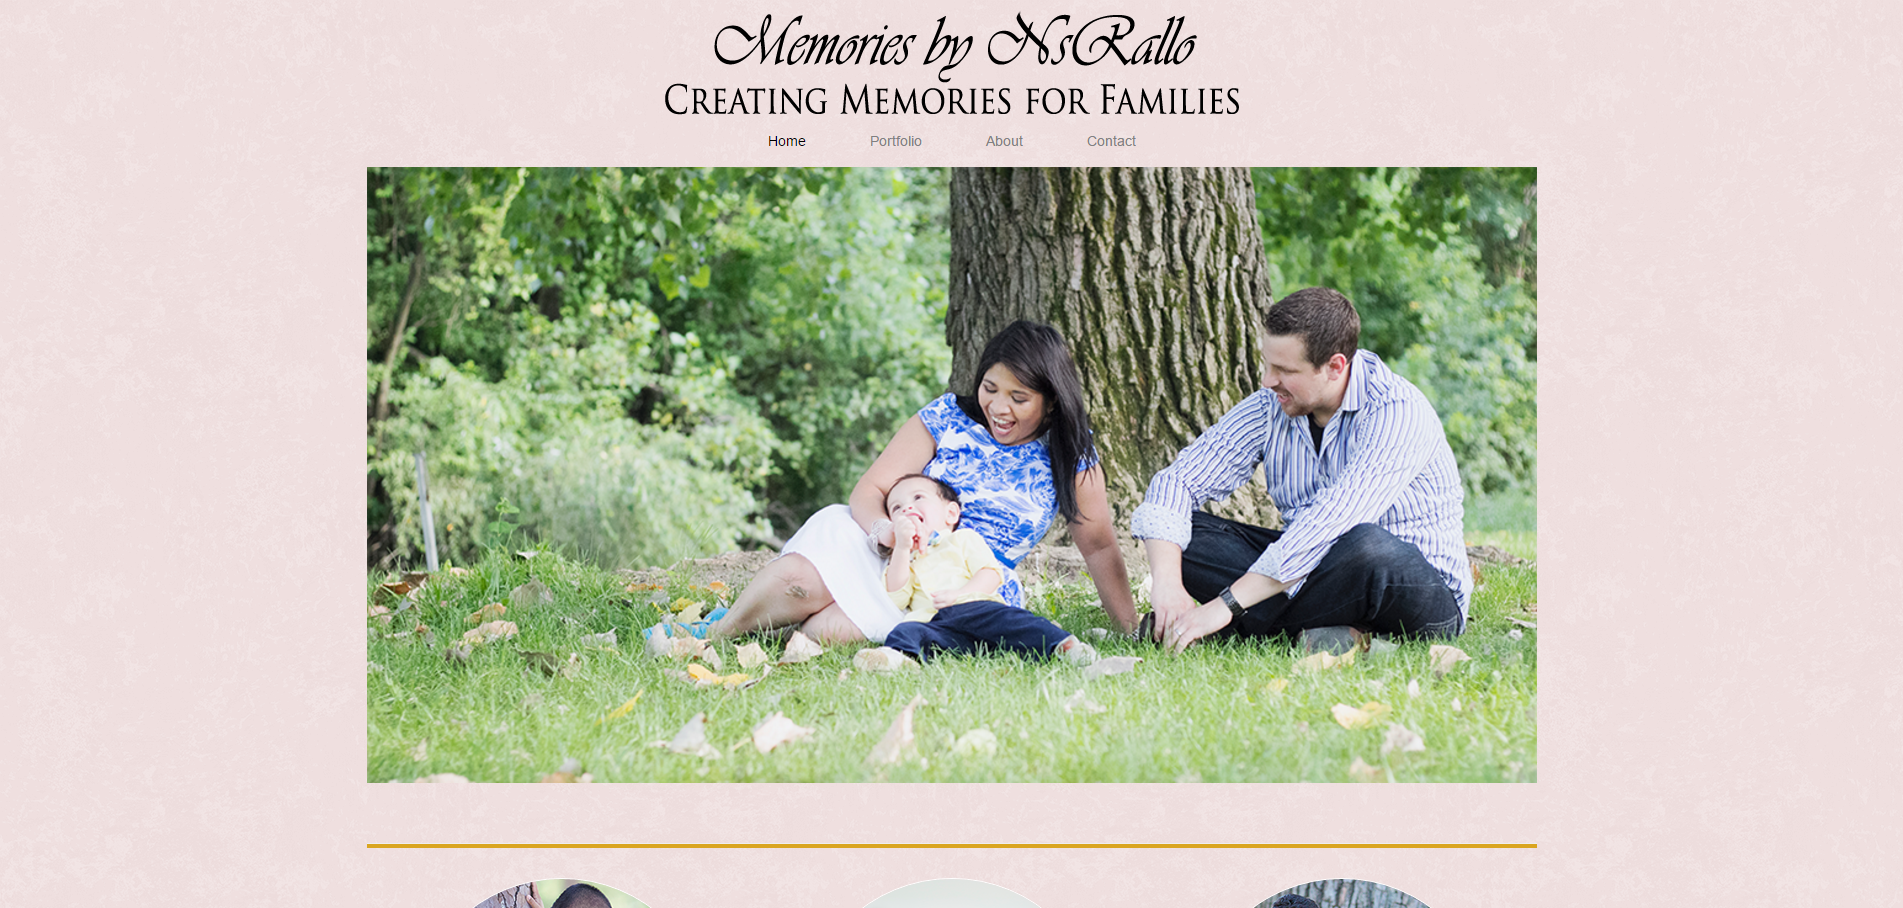 Memories by NsRallo
Creating Memories for Families
Home Portfolio About Contact